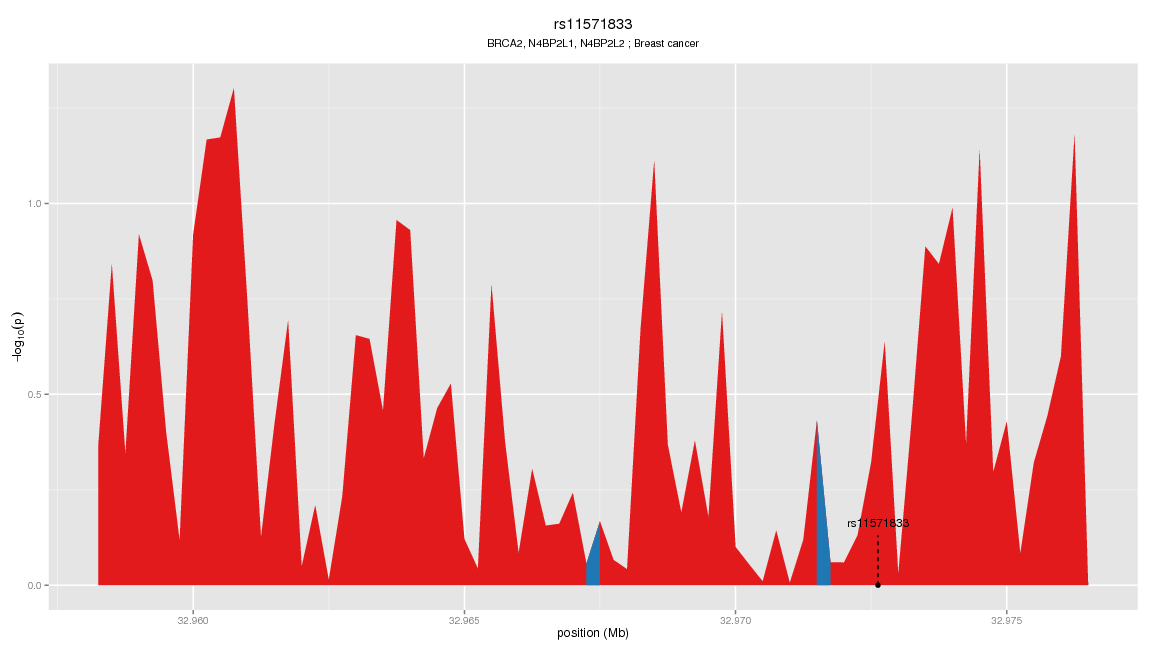 rs11571833
BRCA2, N4BP2L1, N4BP2L2 ; Breast cancer
1.0
0.5
0.0
−log10(p)
rs11571833
32.960
32.965
32.970
32.975
position (Mb)